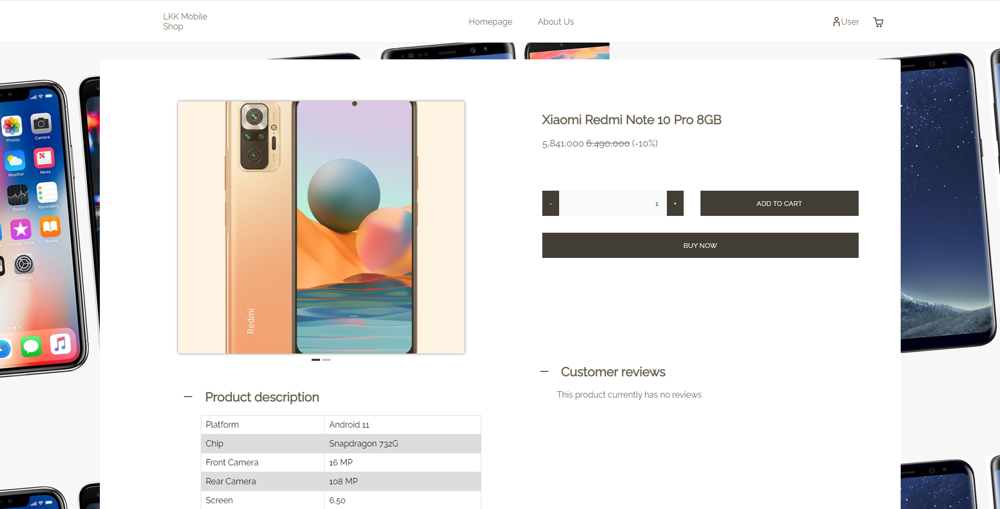 LKK Mobile
Shop
Homepage
About Us
User
Photos
Camera
Weather
News
Stocks
Reminders
iTunes Store
iBooks
Settings
Redmi
Xiaomi Redmi Note 10 Pro 8GB
5,841,000 6,490,000 (-10%)
-
1
+
ADD TO CART
BUY NOW
Customer reviews
This product currently has no reviews
Product description
Platform
Android 11
Chip
Snapdragon 732G
Front Camera
16 MP
Rear Camera
108 MP
Screen
6.50